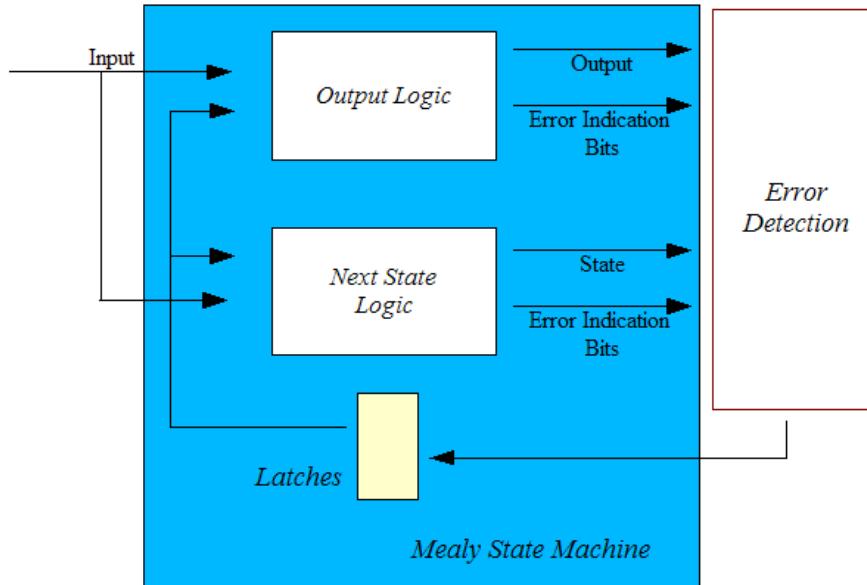 Input
Output Logic
Output
Error Indication
Bits
Error
Detection
Next State
Logic
State
Error Indication
Bits
Latches
Mealy State Machine